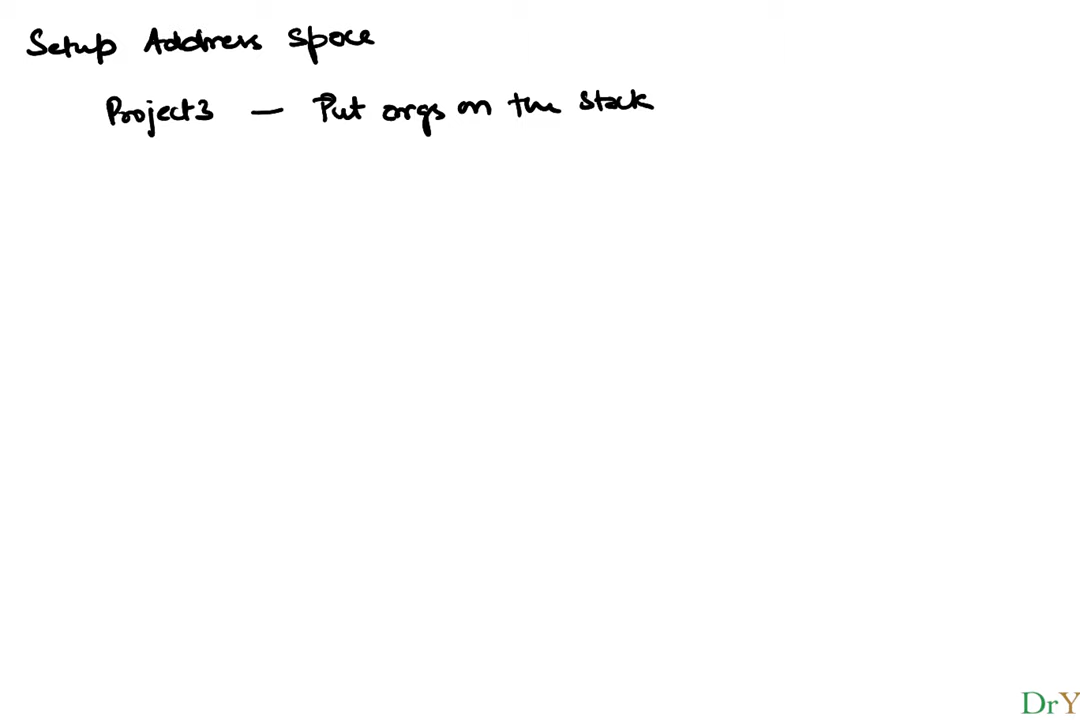 Setup Address Space
Project3 — Put args on the stack
DrY